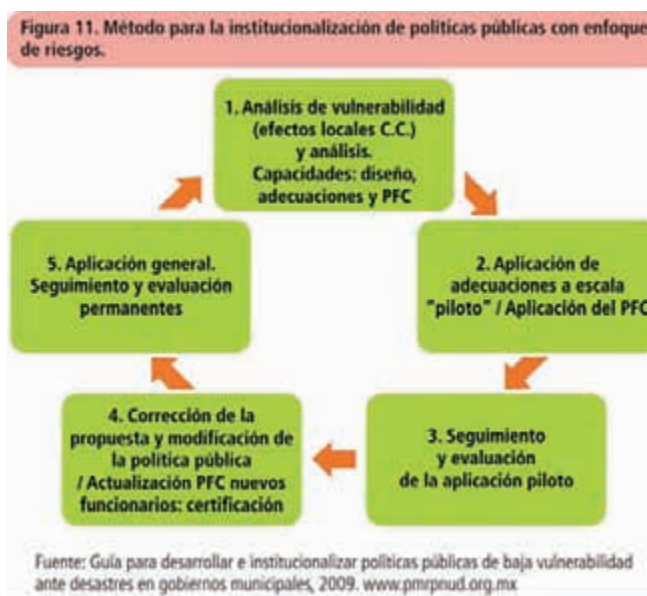 Figura 11. Método para la institucionalización de políticas públicas con enfoque
de riesgos.
1. Análisis de vulnerabilidad
(efectos locales C.C.)
y análisis.
Capacidades: diseño,
adecuaciones y PFC
2. Aplicación de
adecuaciones a escala
"piloto" / Aplicación del PFC
3. Seguimiento
y evaluación
de la aplicación piloto
4. Corrección de la
propuesta y modificación de
la política pública
/ Actualización PFC nuevos
funcionarios: certificación
5. Aplicación general.
Seguimiento y evaluación
permanentes
Fuente: Guía para desarrollar e institucionalizar políticas públicas de baja vulnerabilidad
ante desastres en gobiernos municipales, 2009. www.pmrpnud.org.mx